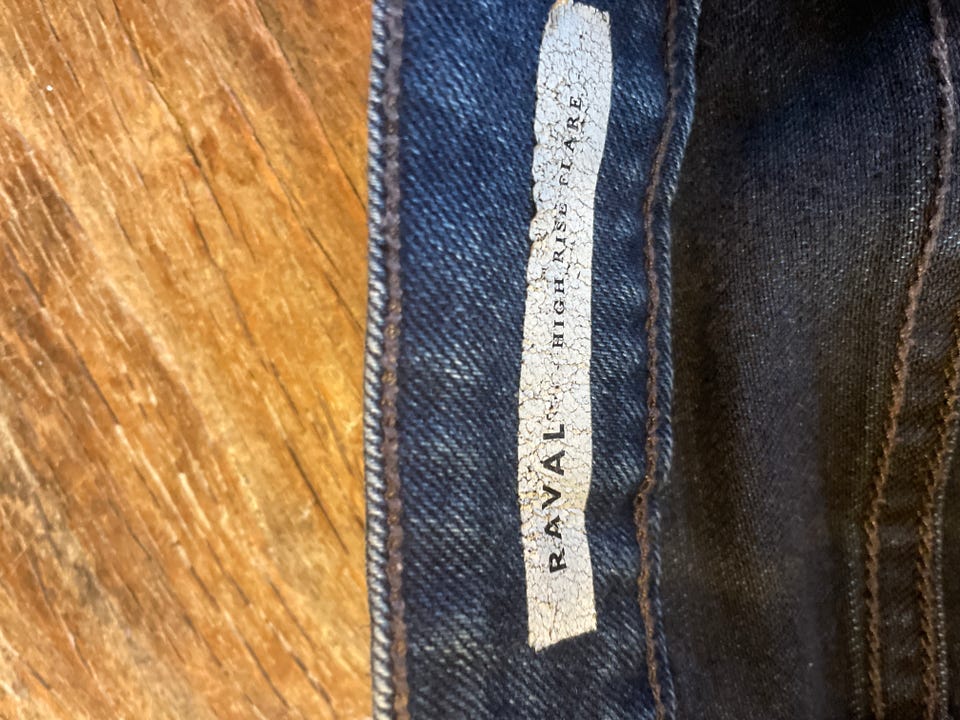 RAVAL HIGH RISE FLARE